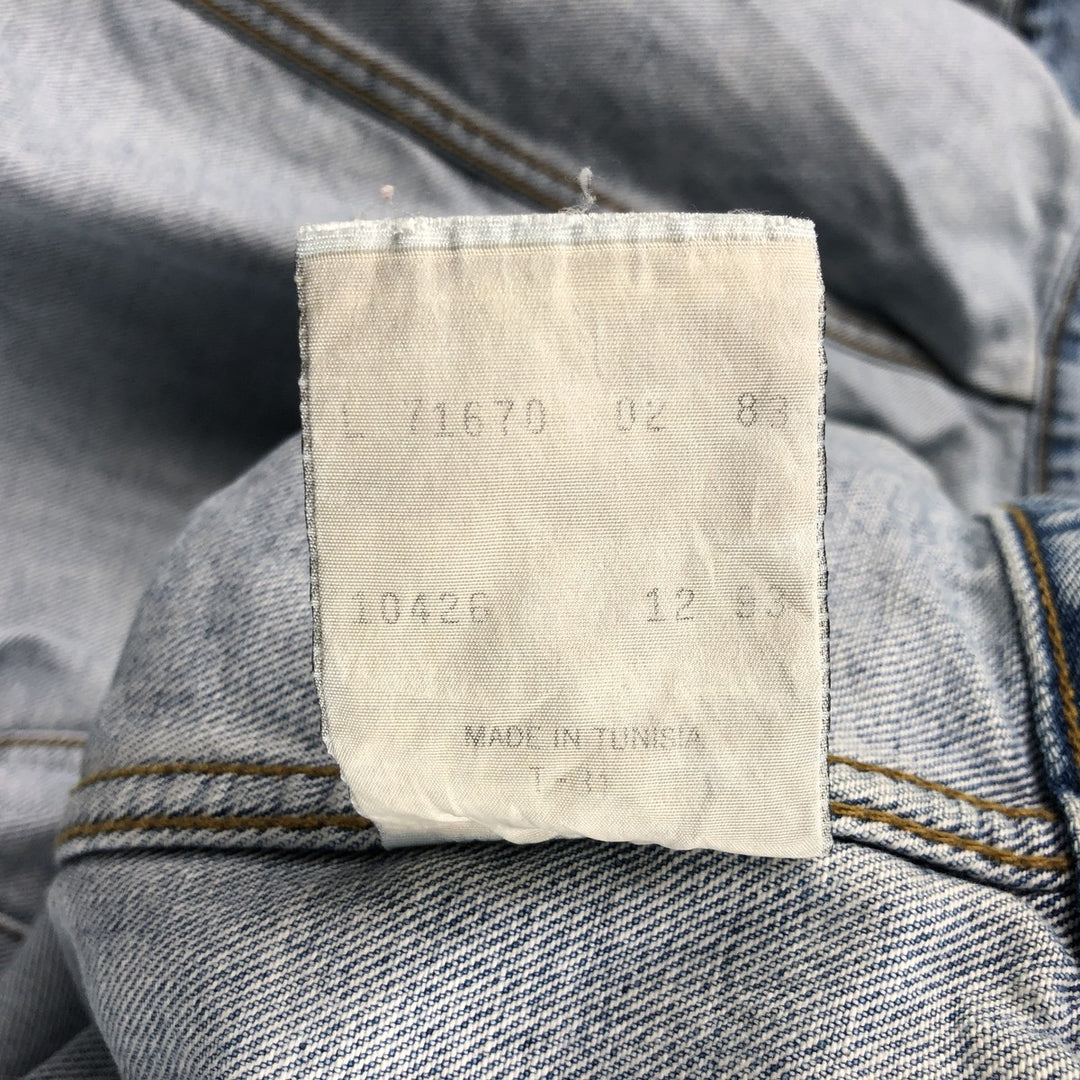 L 71670 02 83
10426 12 93
MADE IN TUNISIA